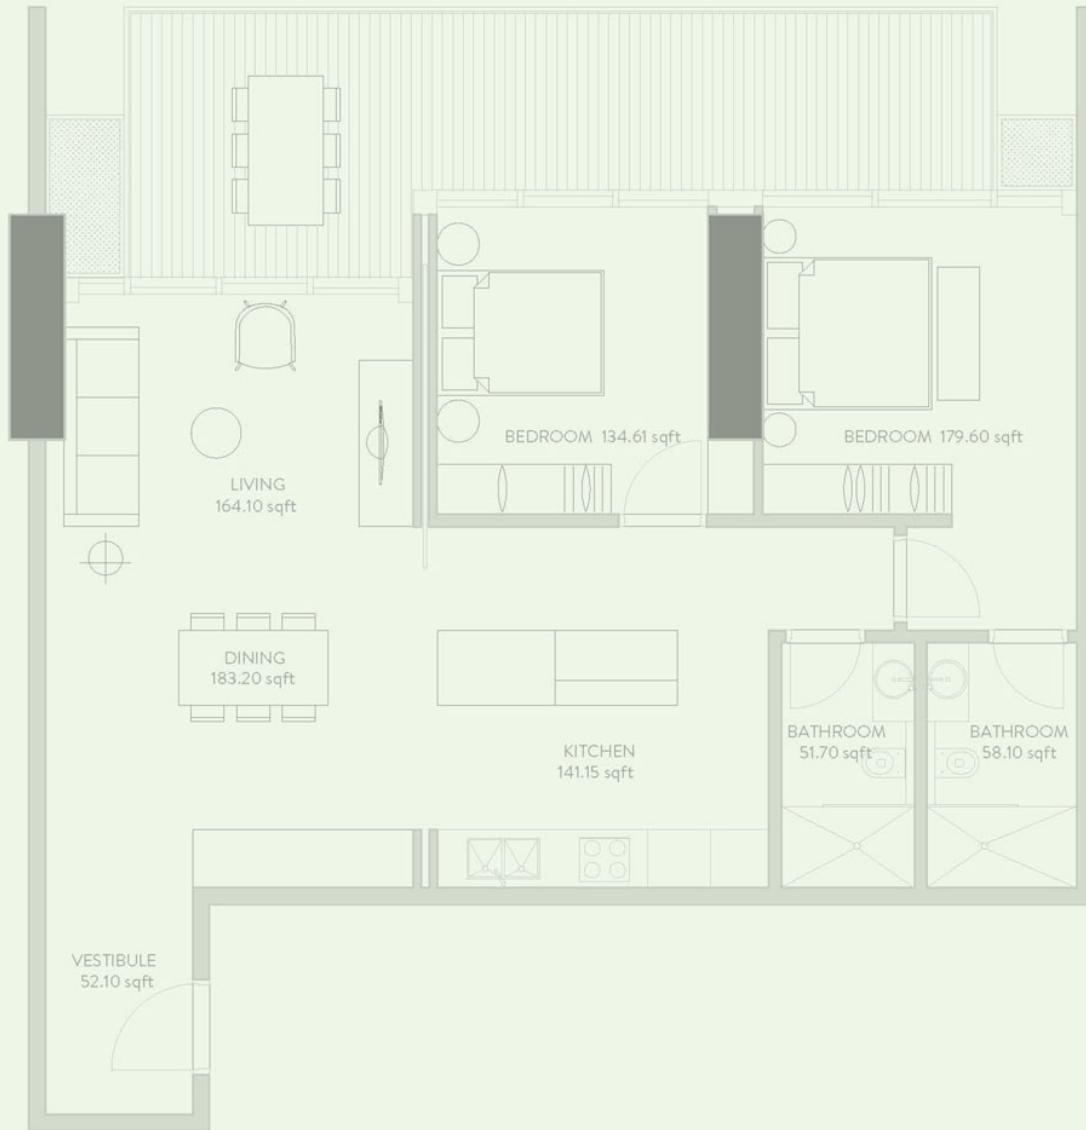 BEDROOM 134.61 sqft
BEDROOM 179.60 sqft
LIVING
164.10 sqft
DINING
183.20 sqft
KITCHEN
141.15 sqft
BATHROOM
51.70 sqft
BATHROOM
58.10 sqft
VESTIBULE
52.10 sqft